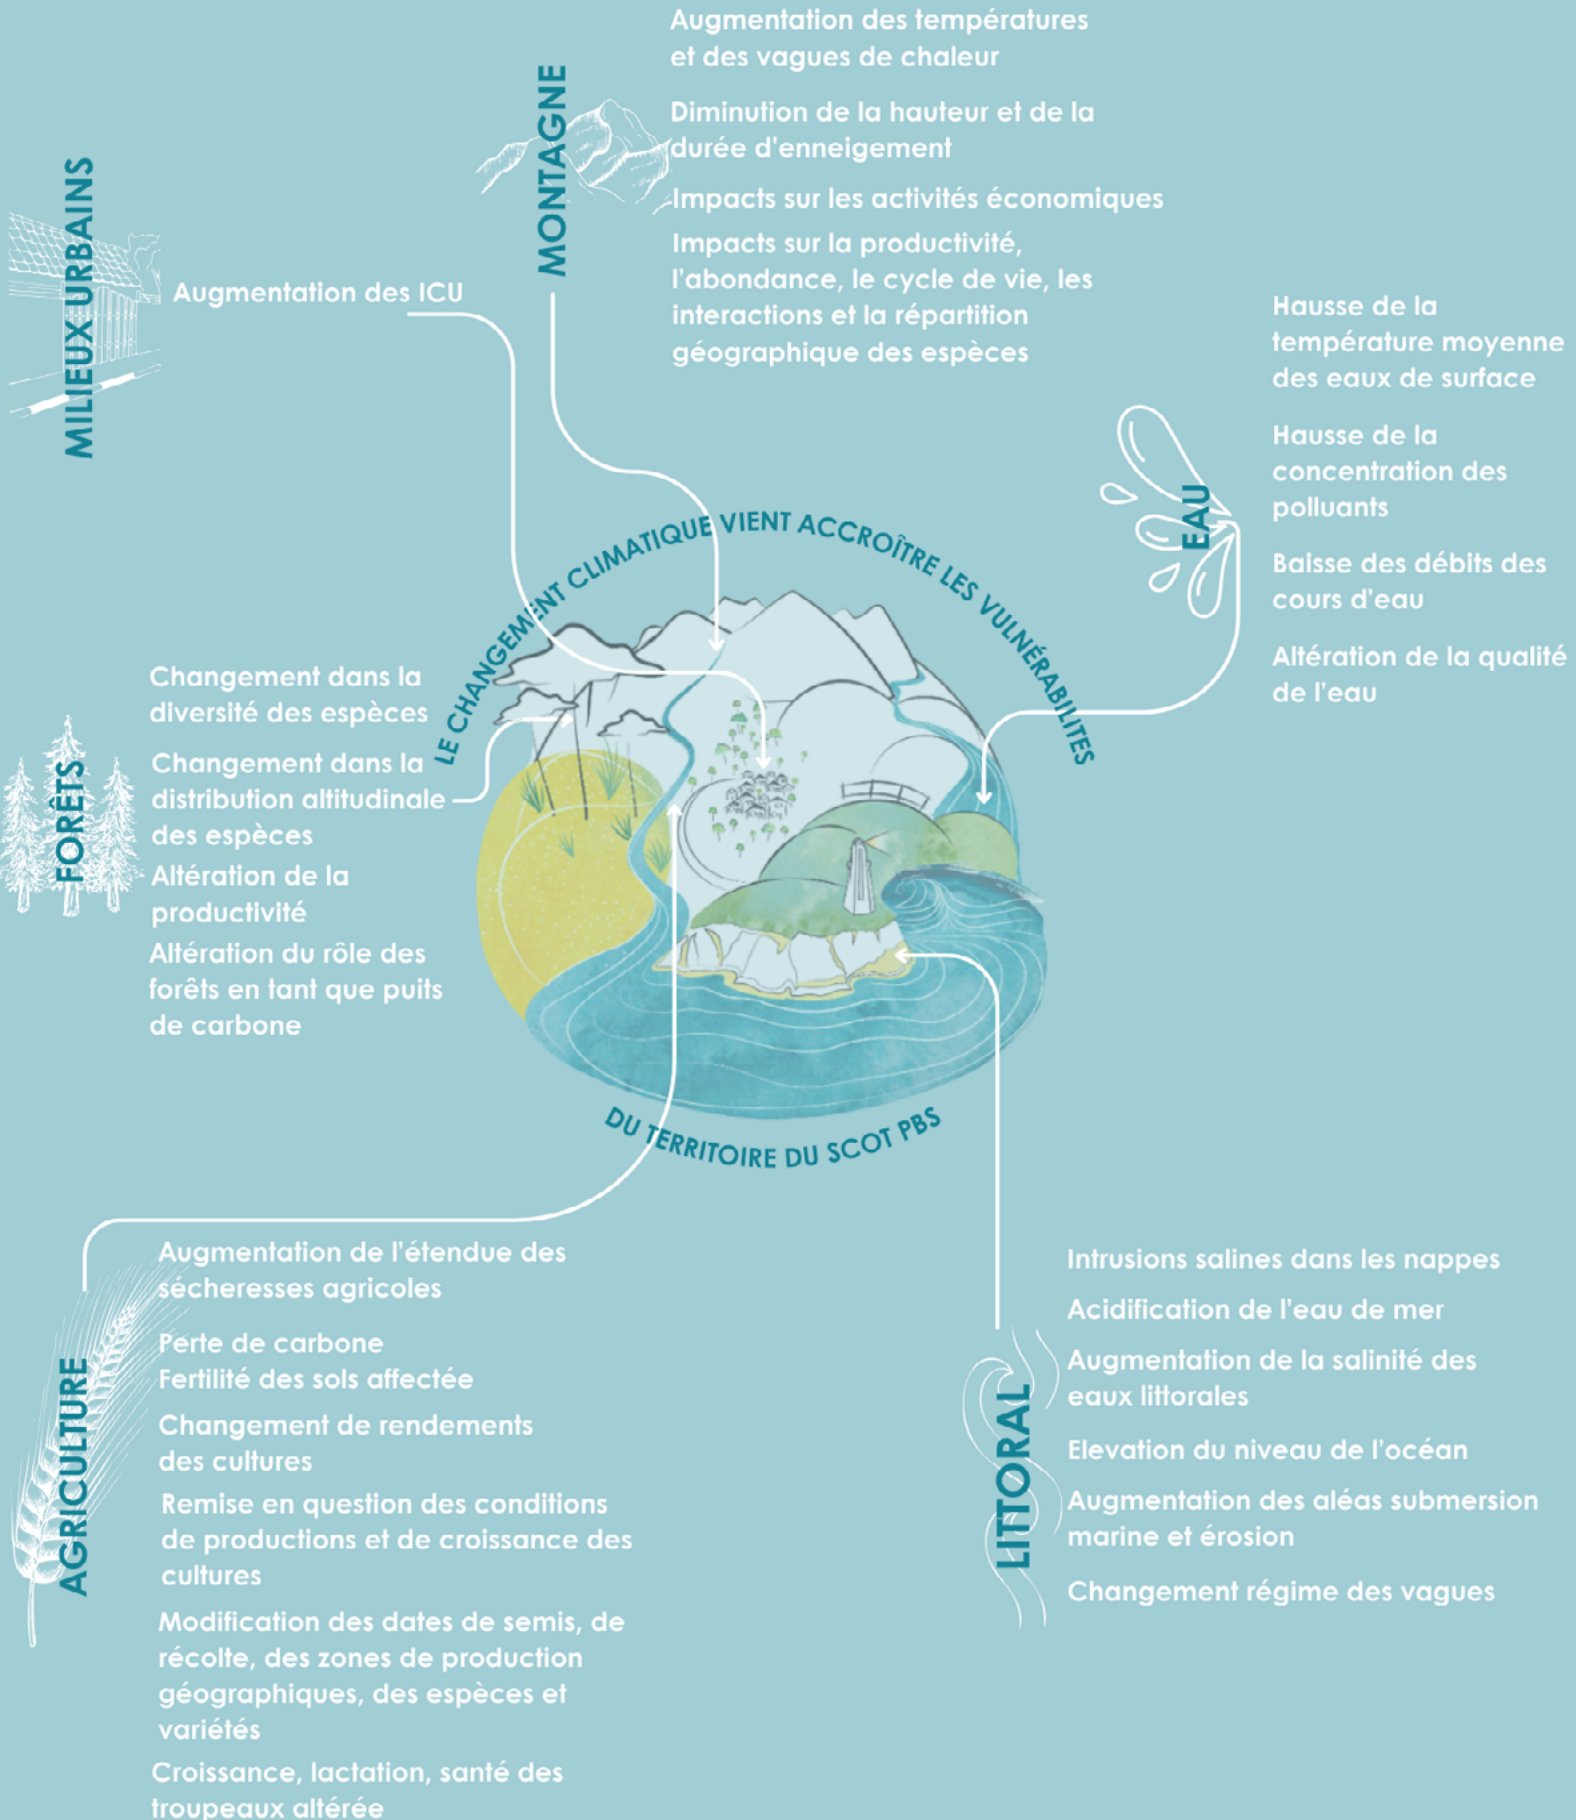 MONTAGNE
Augmentation des températures
et des vagues de chaleur
Diminution de la hauteur et de la
durée d'enneigement
Impacts sur les activités économiques
Impacts sur la productivité,
l'abondance, le cycle de vie, les
interactions et la répartition
géographique des espèces
MILIEUX URBAINS
Augmentation des ICU
EAU
Hausse de la
température moyenne
des eaux de surface
Hausse de la
concentration des
polluants
Baisse des débits des
cours d'eau
Altération de la qualité
de l'eau
LE CHANGEMENT CLIMATIQUE VIENT ACCROÎTRE LES VULNÉRABILITES
DU TERRITOIRE DU SCOT PBS
FORÊTS
Changement dans la
diversité des espèces
Changement dans la
distribution altitudinale
des espèces
Altération de la
productivité
Altération du rôle des
forêts en tant que puits
de carbone
AGRICULTURE
Augmentation de l'étendue des
sécheresses agricoles
Perte de carbone
Fertilité des sols affectée
Changement de rendements
des cultures
Remise en question des conditions
de productions et de croissance des
cultures
Modification des dates de semis, de
récolte, des zones de production
géographiques, des espèces et
variétés
Croissance, lactation, santé des
troupeaux altérée
LITTORAL
Intrusions salines dans les nappes
Acidification de l'eau de mer
Augmentation de la salinité des
eaux littorales
Elevation du niveau de l'océan
Augmentation des aléas submersion
marine et érosion
Changement régime des vagues